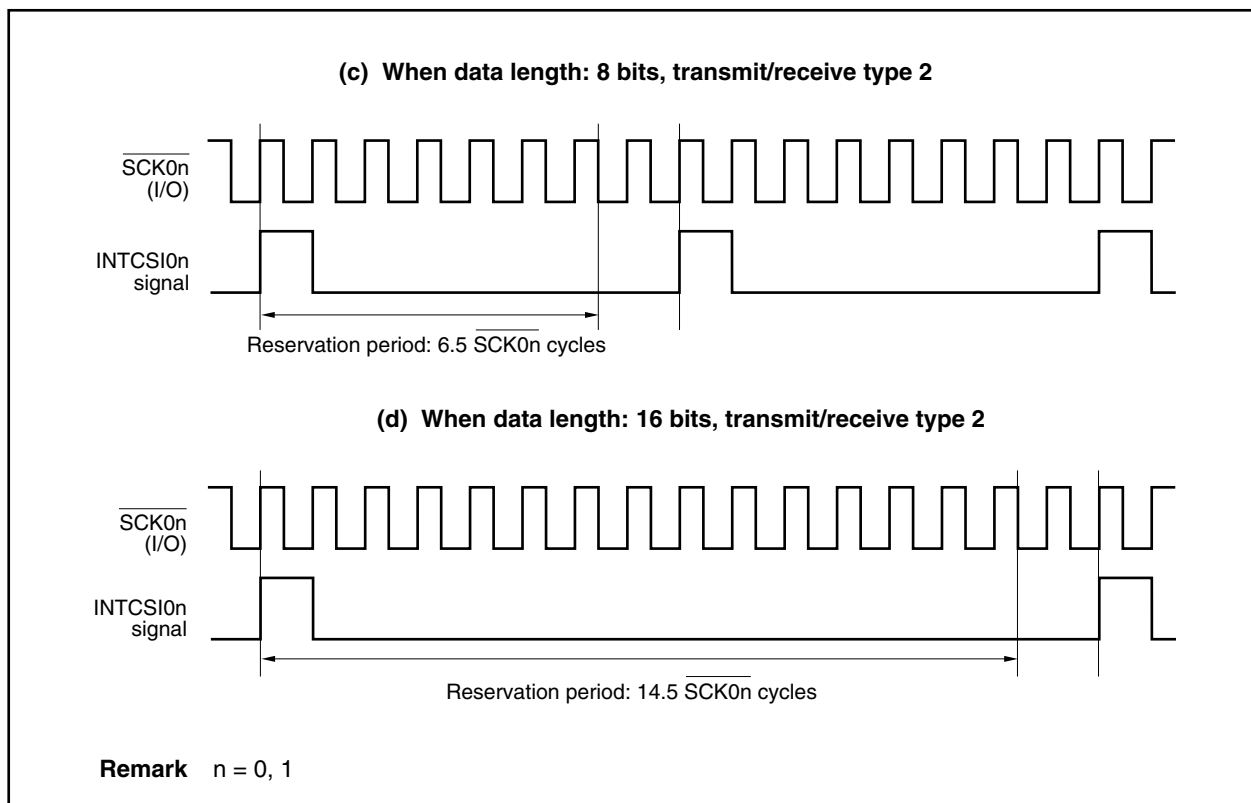 (c) When data length: 8 bits, transmit/receive type 2
SCK0n
(I/O)
INTCSI0n
signal
Reservation period: 6.5 SCK0n cycles
(d) When data length: 16 bits, transmit/receive type 2
SCK0n
(I/O)
INTCSI0n
signal
Reservation period: 14.5 SCK0n cycles
Remark n = 0, 1